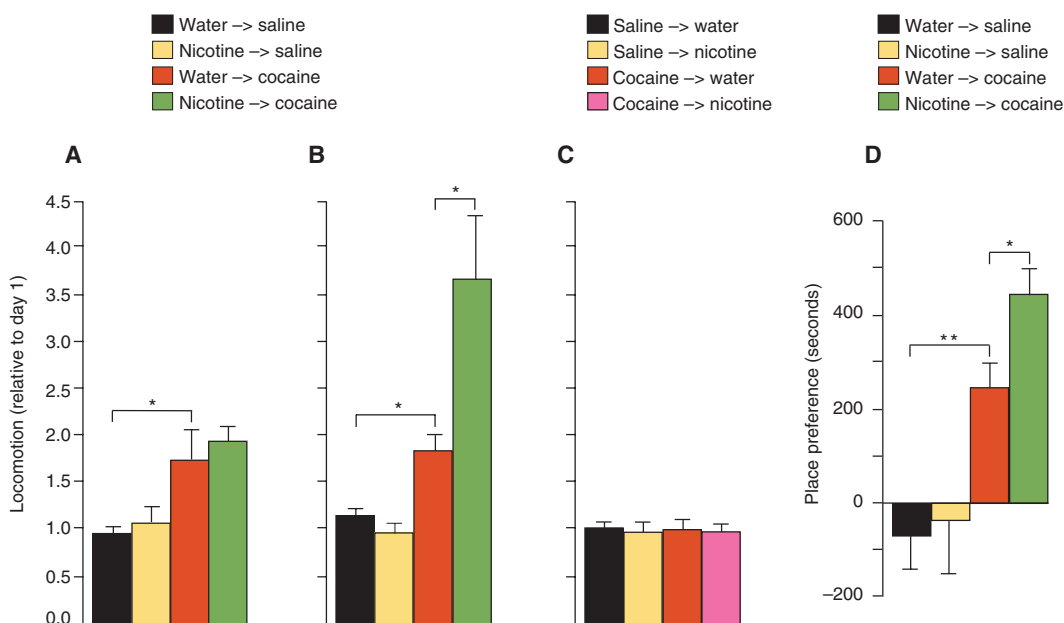 Water –> saline
Nicotine –> saline
Water –> cocaine
Nicotine –> cocaine
Saline –> water
Saline –> nicotine
Cocaine –> water
Cocaine –> nicotine
Water –> saline
Nicotine –> saline
Water –> cocaine
Nicotine –> cocaine
A
B
C
D
Locomotion (relative to day 1)
4.5
4.0
3.5
3.0
2.5
2.0
1.5
1.0
0.5
0.0
*
*
*
Place preference (seconds)
600
400
200
0
–200
**
*